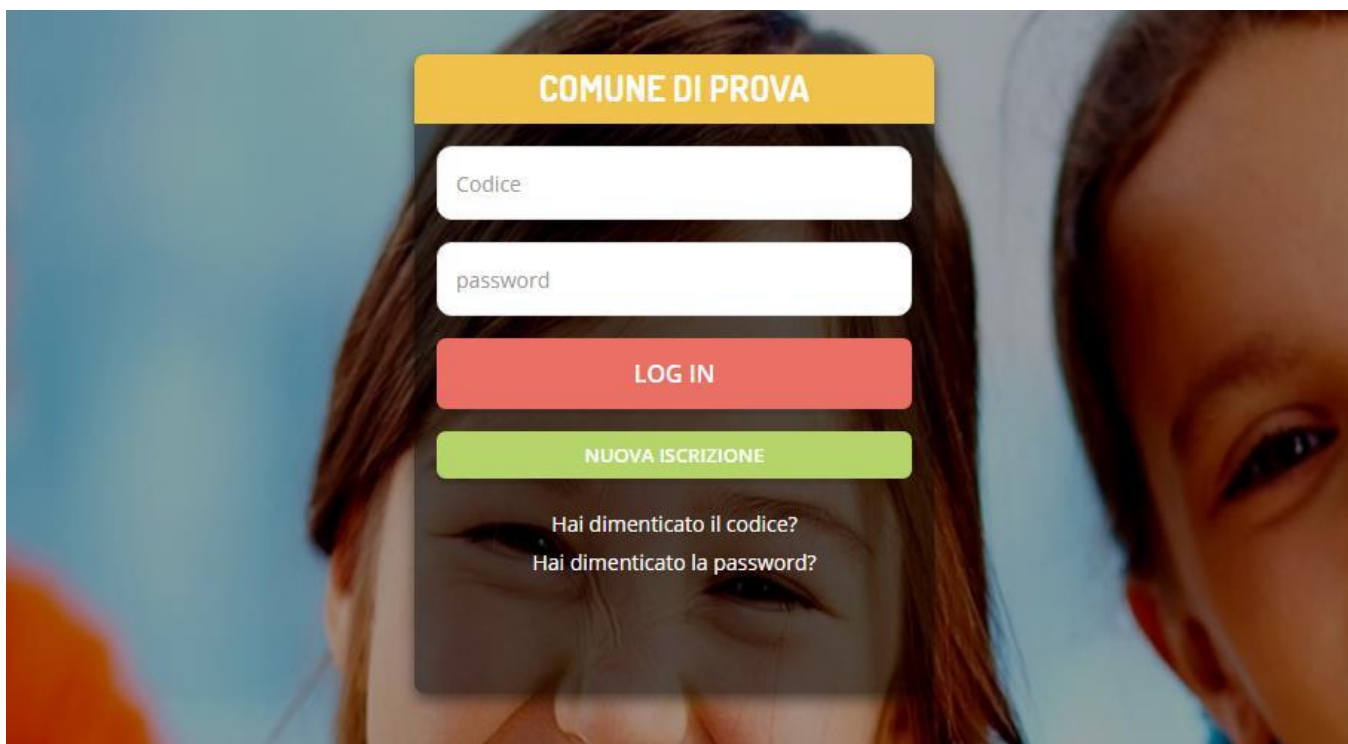 COMUNE DI PROVA
Codice
password
LOG IN
NUOVA ISCRIZIONE
Hai dimenticato il codice?
Hai dimenticato la password?